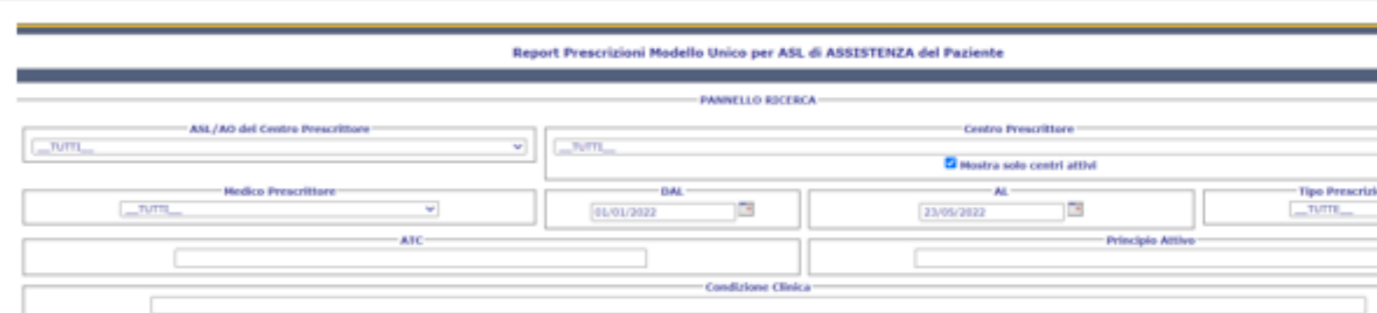 Report Prescrizioni Modello Unico per ASL di ASSISTENZA del Paziente
PANNELLO RICERCA
ASL/AO del Centro Prescrittore
__TUTTI__
Centro Prescrittore
__TUTTI__
Mostra solo centri attivi
Medico Prescrittore
__TUTTI__
DAL
01/01/2022
AL
23/05/2022
Tipo Prescrizi
__TUTTE__
ATC
Principio Attivo
Condizione Clinica